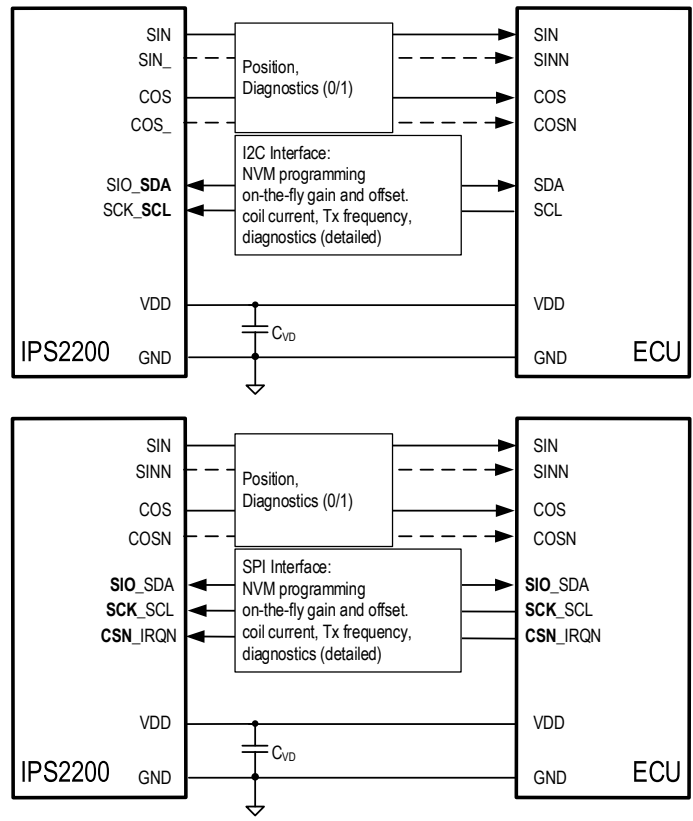 SIN
SIN_
COS
COS_
SIO_SDA
SCK_SCL
VDD
GND
IPS2200
Position,
Diagnostics (0/1)
I2C Interface:
NVM programming
on-the-fly gain and offset.
coil current, Tx frequency,
diagnostics (detailed)
CVD
SIN
SINN
COS
COSN
SDA
SCL
VDD
GND
ECU
SIN
SINN
COS
COSN
SIO_SDA
SCK_SCL
CSN_IRQN
VDD
GND
IPS2200
Position,
Diagnostics (0/1)
SPI Interface:
NVM programming
on-the-fly gain and offset.
coil current, Tx frequency,
diagnostics (detailed)
CVD
SIN
SINN
COS
COSN
SIO_SDA
SCK_SCL
CSN_IRQN
VDD
GND
ECU